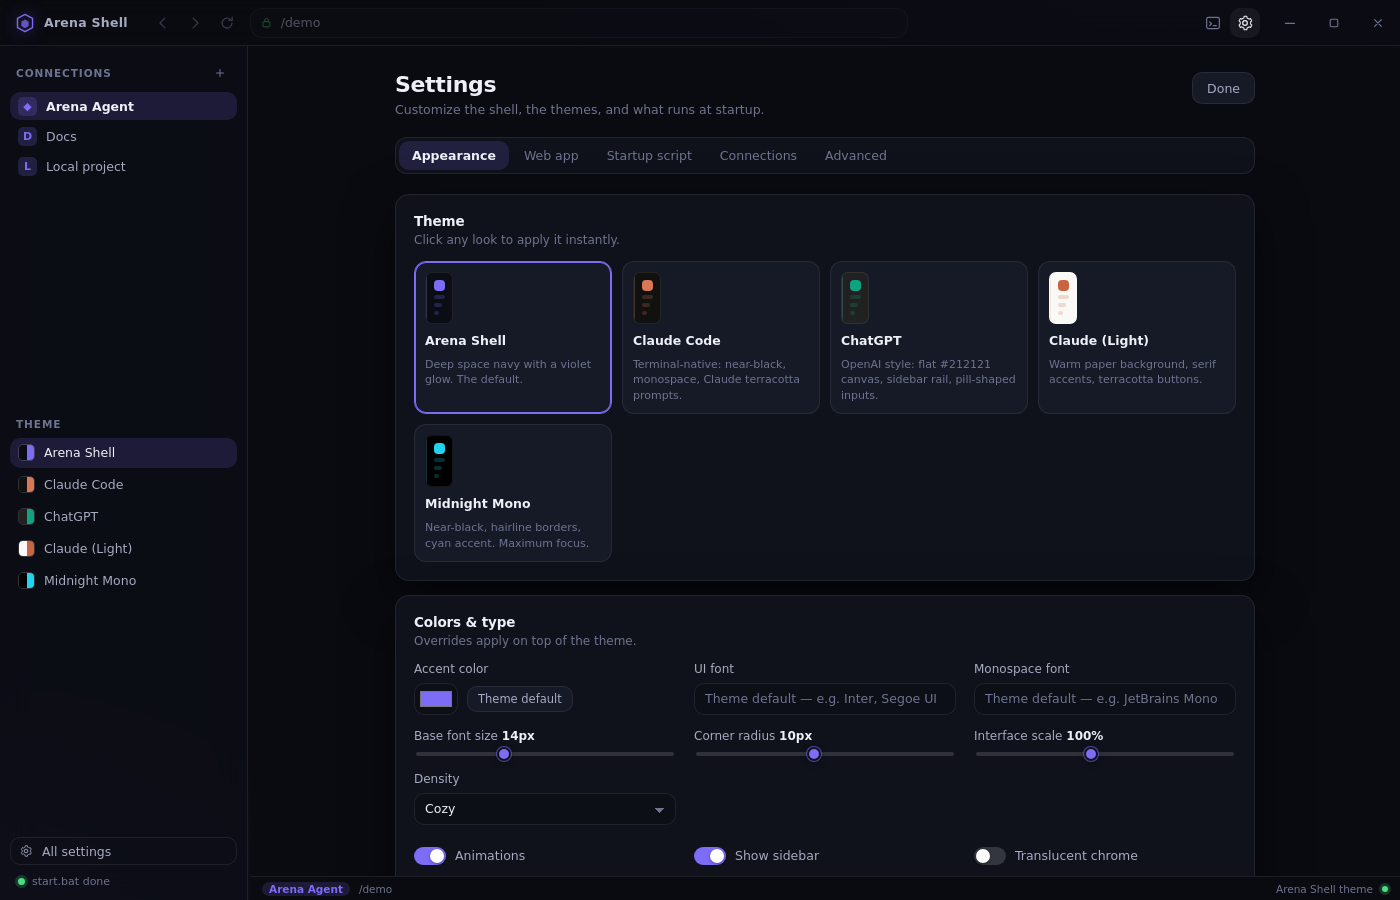 Arena Shell
/demo
CONNECTIONS
Arena Agent
D Docs
L Local project
THEME
Arena Shell
Claude Code
ChatGPT
Claude (Light)
Midnight Mono
All settings
start.bat done
Settings
Customize the shell, the themes, and what runs at startup.
Done
Appearance Web app Startup script Connections Advanced
Theme
Click any look to apply it instantly.
Arena Shell
Deep space navy with a violet
glow. The default.
Claude Code
Terminal-native: near-black,
monospace, Claude terracotta
prompts.
ChatGPT
OpenAI style: flat #212121
canvas, sidebar rail, pill-shaped
inputs.
Claude (Light)
Warm paper background, serif
accents, terracotta buttons.
Midnight Mono
Near-black, hairline borders,
cyan accent. Maximum focus.
Colors & type
Overrides apply on top of the theme.
Accent color
Theme default
UI font
Theme default — e.g. Inter, Segoe UI
Monospace font
Theme default — e.g. JetBrains Mono
Base font size 14px
Corner radius 10px
Interface scale 100%
Density
Cozy
Animations
Show sidebar
Translucent chrome
Arena Agent /demo
Arena Shell theme